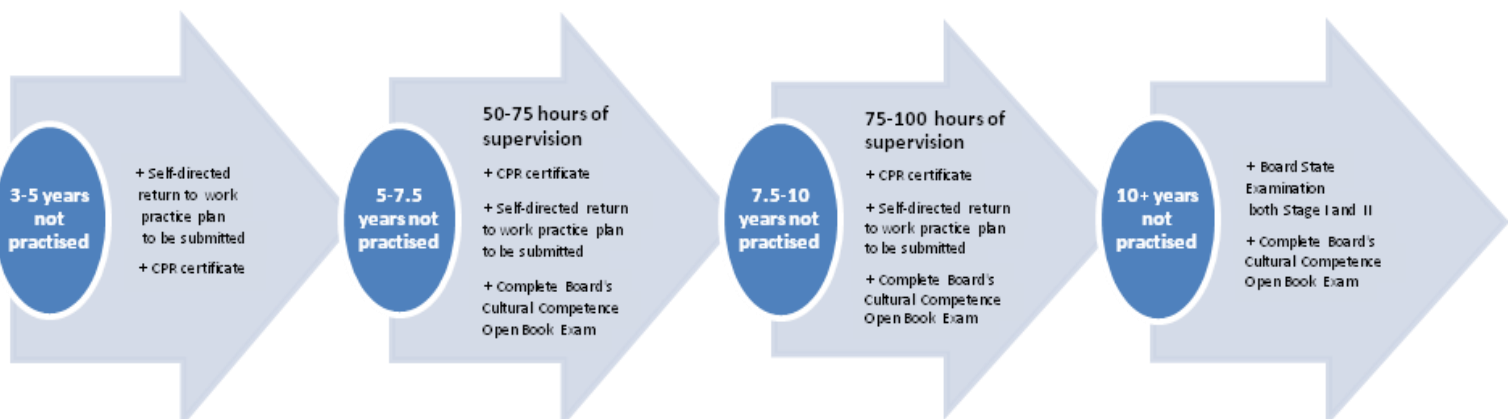 3-5 years
not
practised
+ Self-directed
return to work
practice plan
to be submitted
+ CPR certificate
5-7.5
years not
practised
50-75 hours of
supervision
+ CPR certificate
+ Self-directed return
to work practice plan
to be submitted
+ Complete Board's
Cultural Competence
Open Book Exam
7.5-10
years not
practised
75-100 hours of
supervision
+ CPR certificate
+ Self-directed return
to work practice plan
to be submitted
+ Complete Board's
Cultural Competence
Open Book Exam
10+ years
not
practised
+ Board State
Examination
both Stage I and II
+ Complete Board's
Cultural Competence
Open Book Exam